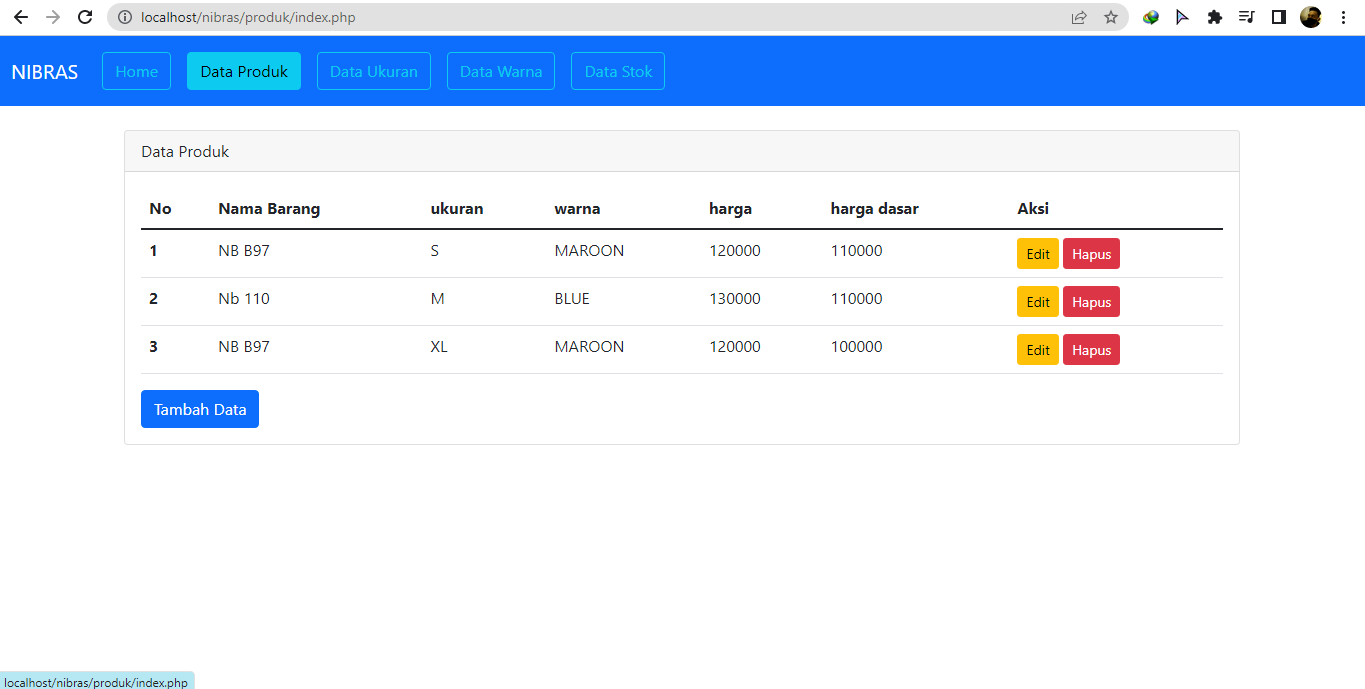 localhost/nibras/produk/index.php
NIBRAS Home Data Produk Data Ukuran Data Warna Data Stok
Data Produk
No Nama Barang ukuran warna harga harga dasar Aksi
1 NB B97 S MAROON 120000 110000 Edit Hapus
2 Nb 110 M BLUE 130000 110000 Edit Hapus
3 NB B97 XL MAROON 120000 100000 Edit Hapus
Tambah Data
localhost/nibras/produk/index.php